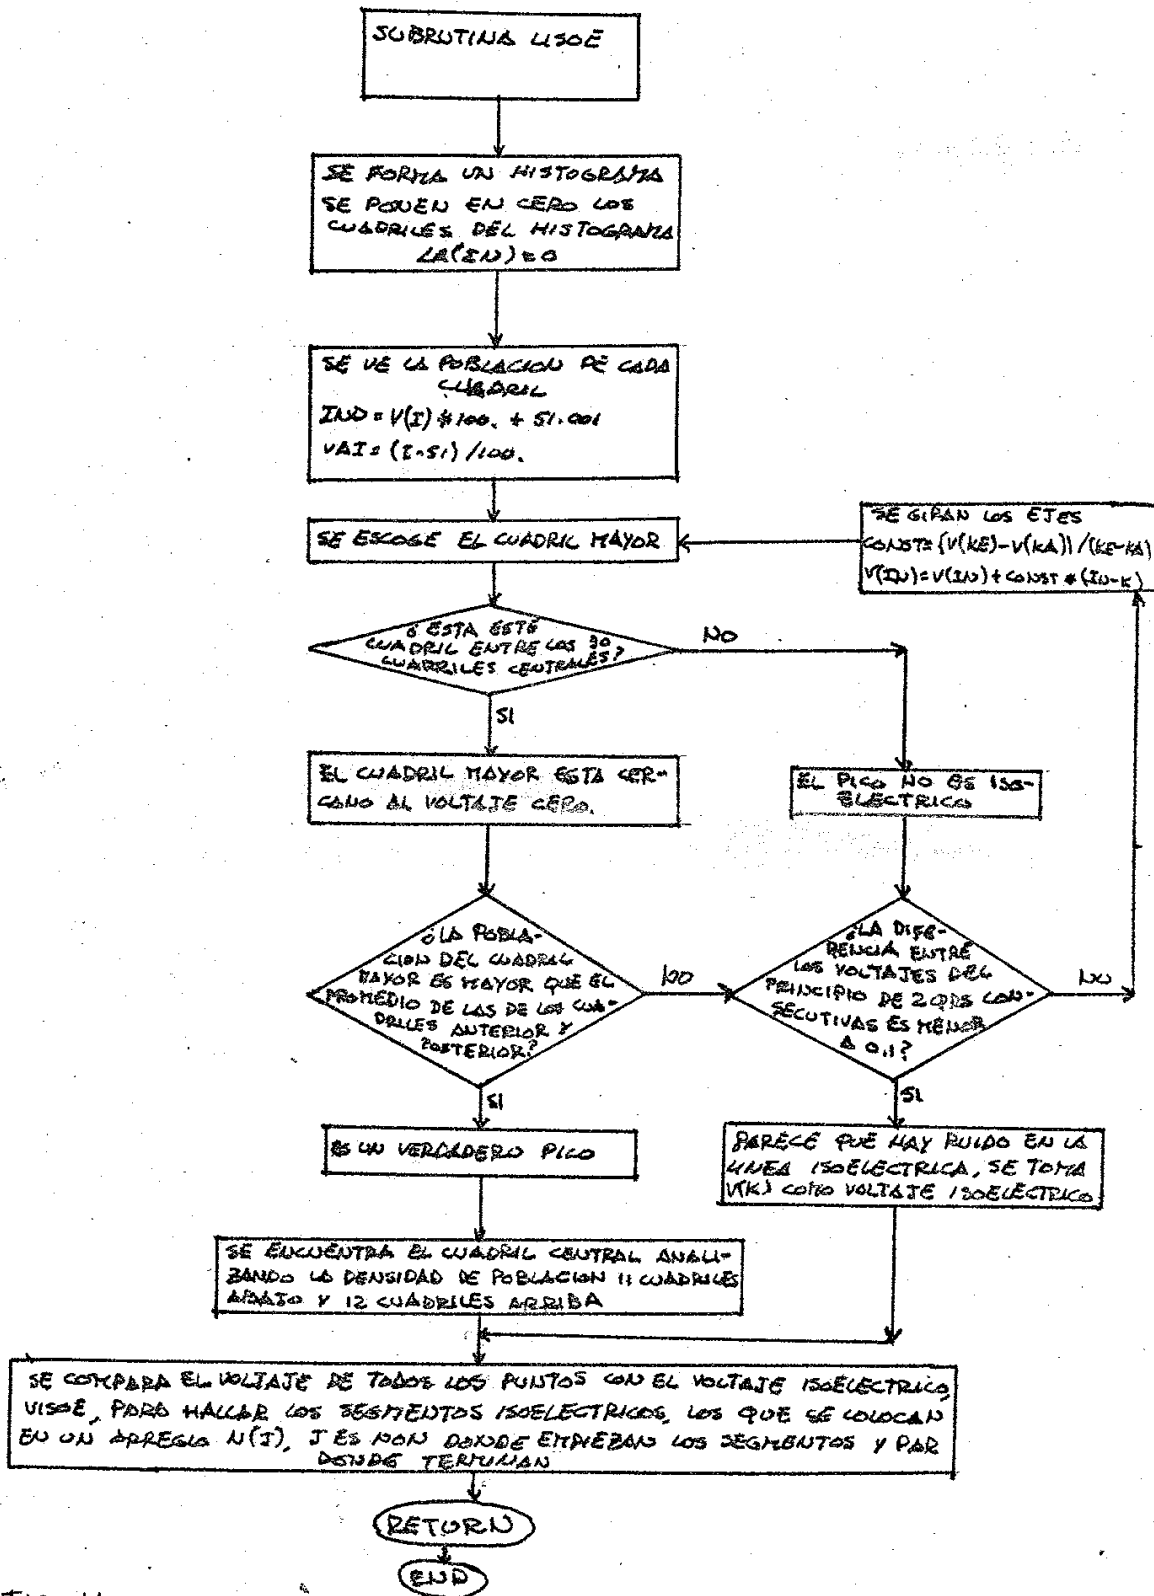 SUBRUTINA LISOE
SE FORMA UN HISTOGRAMA
SE PONEN EN CERO LOS
CUADRILES DEL HISTOGRAMA
LA(IN)=0
SE VE LA POBLACION DE CADA
CUADRIL
IND=V(I)*100. + 51.001
VAI=(I-51)/100.
SE ESCOGE EL CUADRIL MAYOR
SE GIRAN LOS EJES
CONST={V(KE)-V(KA)}/(KE-KA)
V(IN)=V(IN)+CONST*(IN-K)
¿ESTA ESTE
CUADRIL ENTRE LOS 30
CUADRILES CENTRALES?
NO
SI
EL CUADRIL MAYOR ESTA CER-
CANO AL VOLTAJE CERO.
EL PICO NO ES ISO-
ELECTRICO
¿LA POBLA-
CION DEL CUADRIL
MAYOR ES MAYOR QUE EL
PROMEDIO DE LAS DE LOS CUA-
DRILES ANTERIOR Y
POSTERIOR?
NO
¿LA DIFE-
RENCIA ENTRE
LOS VOLTAJES DEL
PRINCIPIO DE 2 QRS CON-
SECUTIVAS ES MENOR
A 0.1?
NO
SI
SI
ES UN VERDADERO PICO
PARECE QUE HAY RUIDO EN LA
LINEA ISOELECTRICA, SE TOMA
V(K) COMO VOLTAJE ISOELECTRICO
SE ENCUENTRA EL CUADRIL CENTRAL ANALI-
ZANDO LA DENSIDAD DE POBLACION 11 CUADRILES
ABAJO Y 12 CUADRILES ARRIBA
SE COMPARA EL VOLTAJE DE TODOS LOS PUNTOS CON EL VOLTAJE ISOELECTRICO,
VISOE, PARA HALLAR LOS SEGMENTOS ISOELECTRICOS, LOS QUE SE COLOCAN
EN UN ARREGLO N(J), J ES NON DONDE EMPIEZAN LOS SEGMENTOS Y PAR
DONDE TERMINAN
RETURN
END